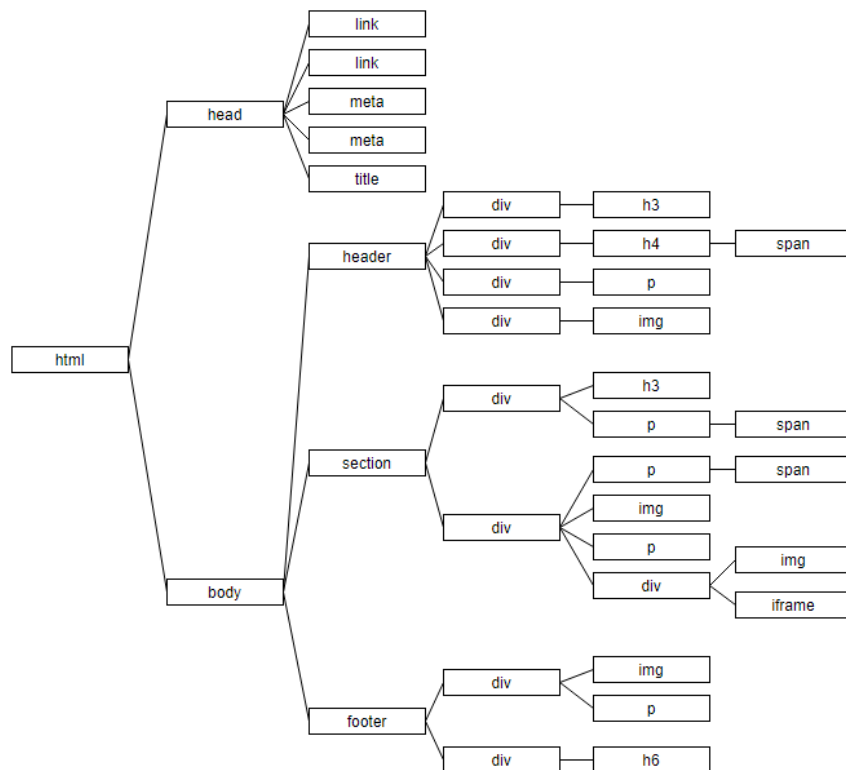 link
link
meta
head
meta
title
div h3
div h4 span
header
div p
div img
html
h3
div
p span
section
p span
img
div
p
img
div
body
iframe
img
div
p
footer
div h6